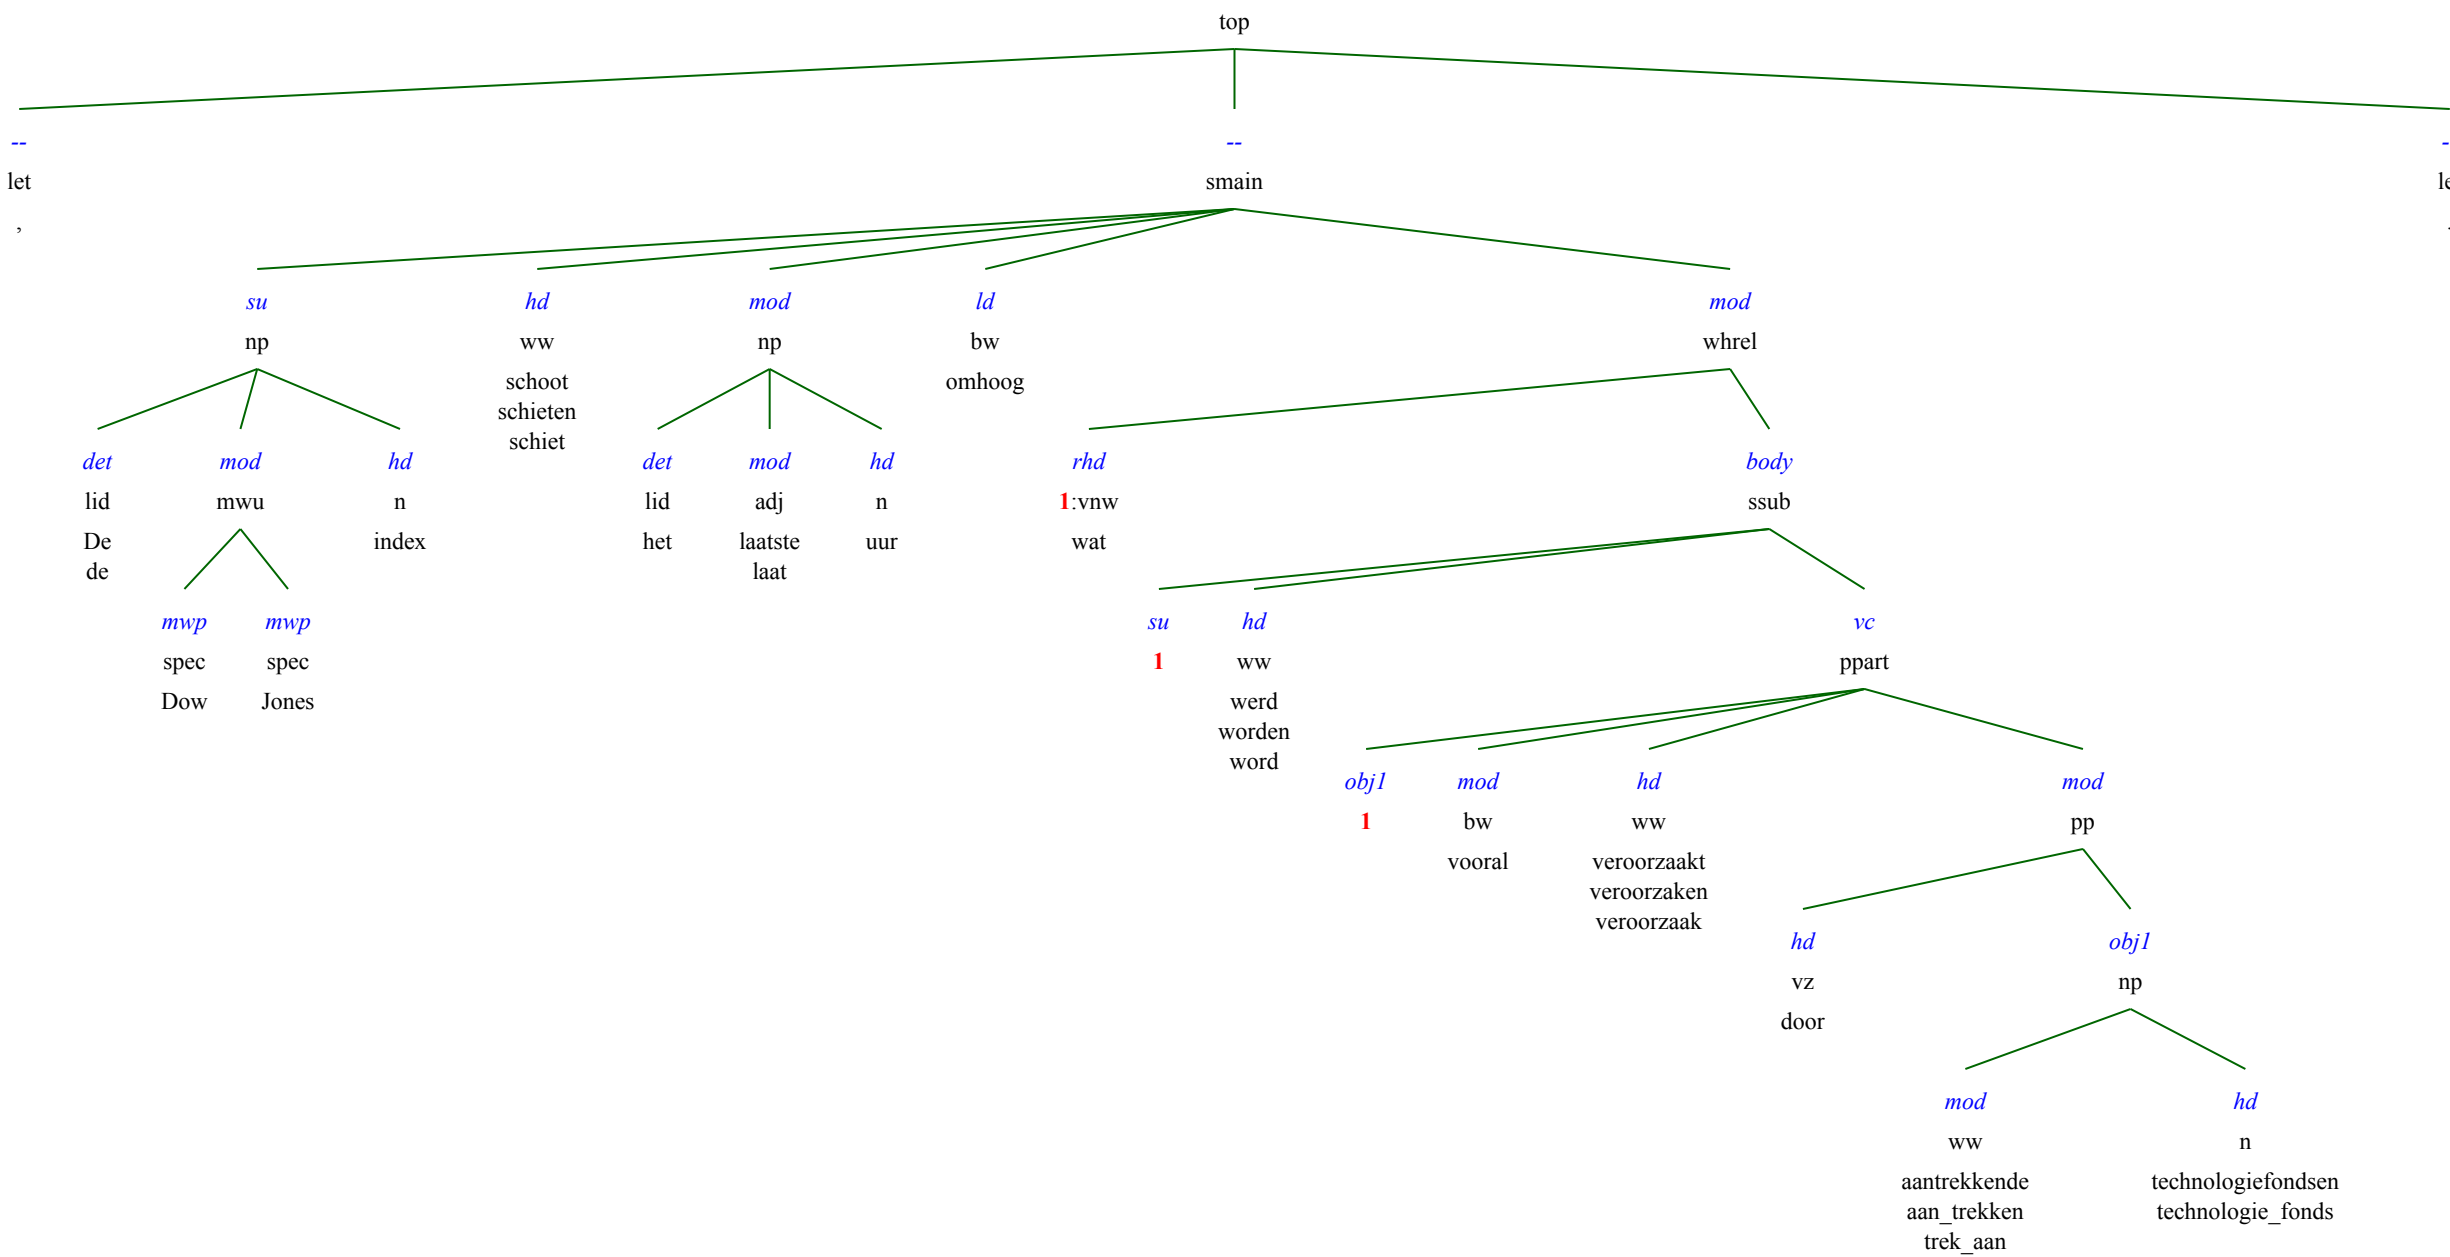 top
-- -- -
let smain le
, .
su hd mod ld mod
np ww np bw whrel
schoot omhoog
schieten
schiet
det mod hd det mod hd rhd body
lid mwu n lid adj n 1:vnw ssub
De index het laatste uur wat
de laat
mwp mwp su hd vc
spec spec 1 ww ppart
Dow Jones werd
worden
word
obj1 mod hd mod
1 bw ww pp
vooral veroorzaakt
veroorzaken
veroorzaak
hd obj1
vz np
door
mod hd
ww n
aantrekkende technologiefondsen
aan_trekken technologie_fonds
trek_aan